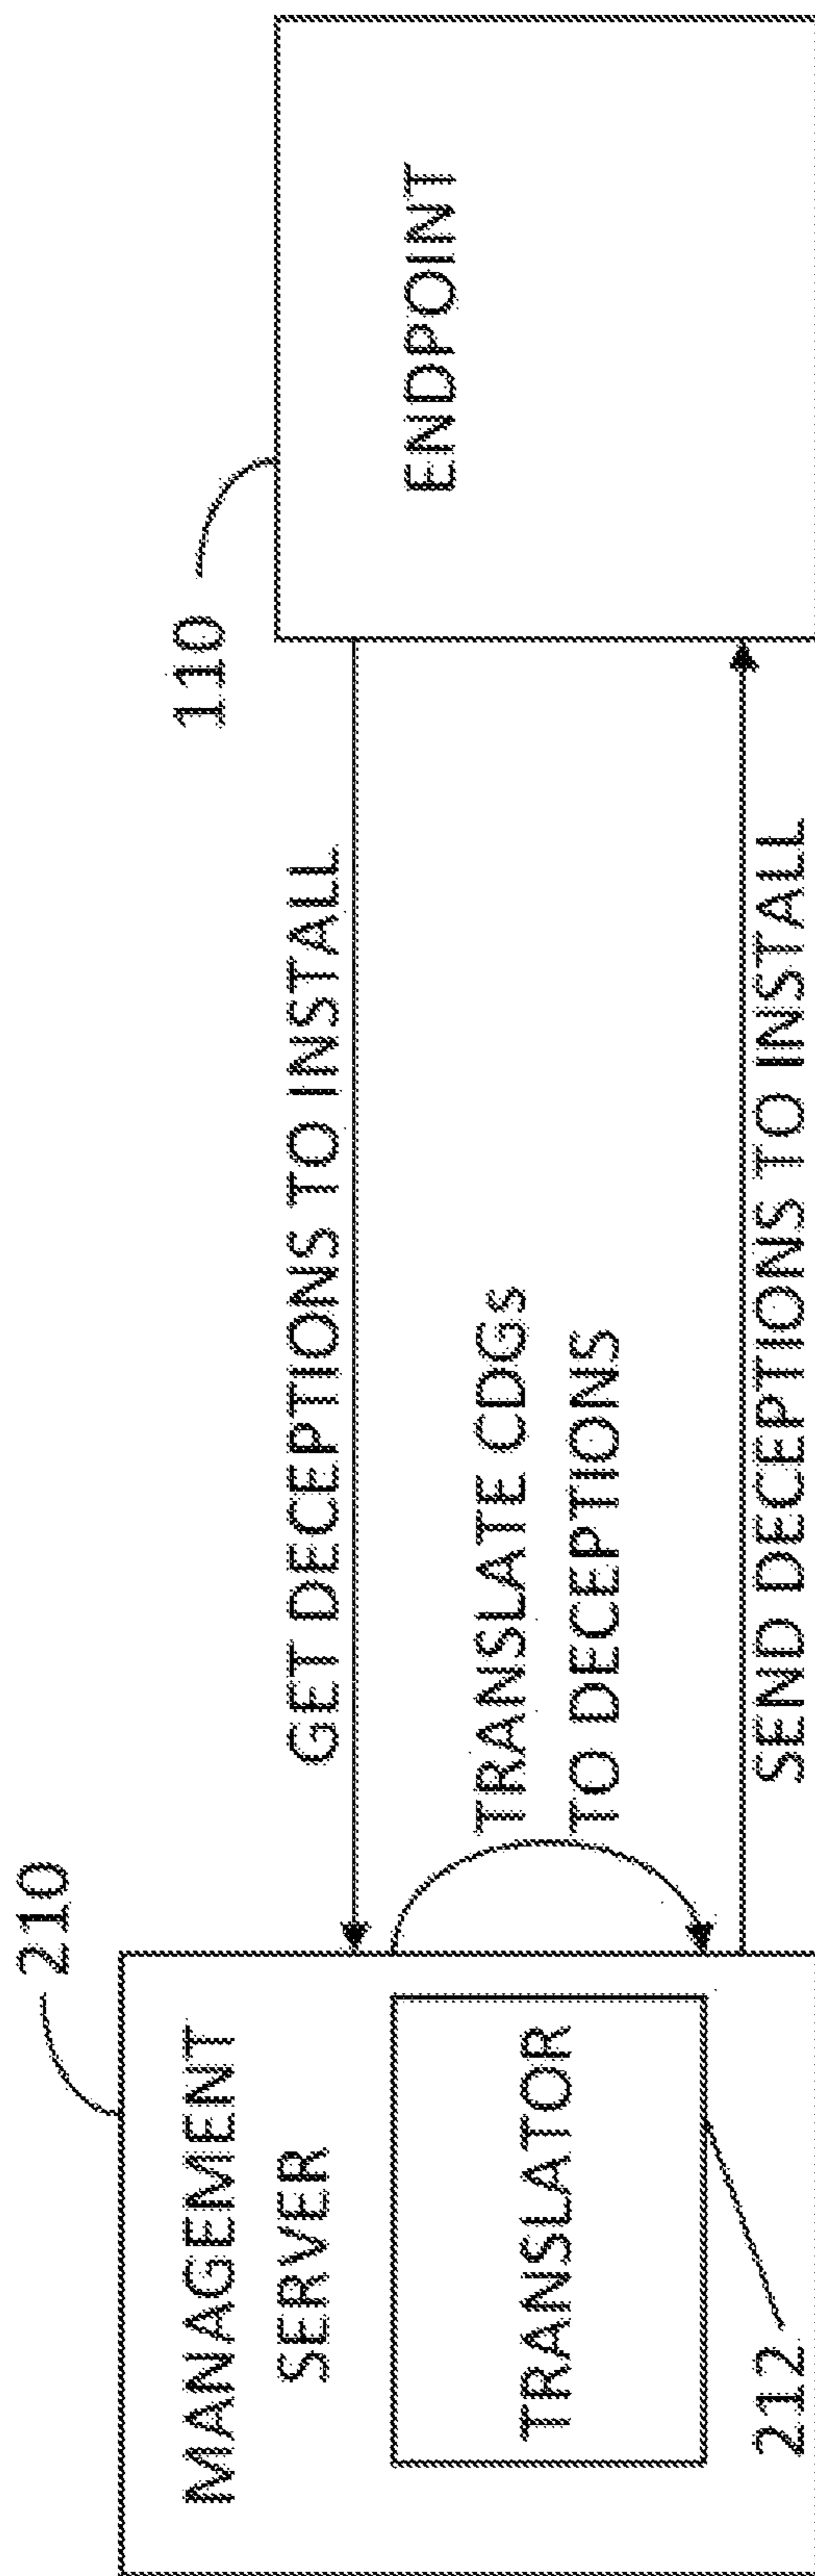 210
110
MANAGEMENT
SERVER
TRANSLATOR
212
GET DECEPTIONS TO INSTALL
TRANSLATE CDGs
TO DECEPTIONS
SEND DECEPTIONS TO INSTALL
ENDPOINT